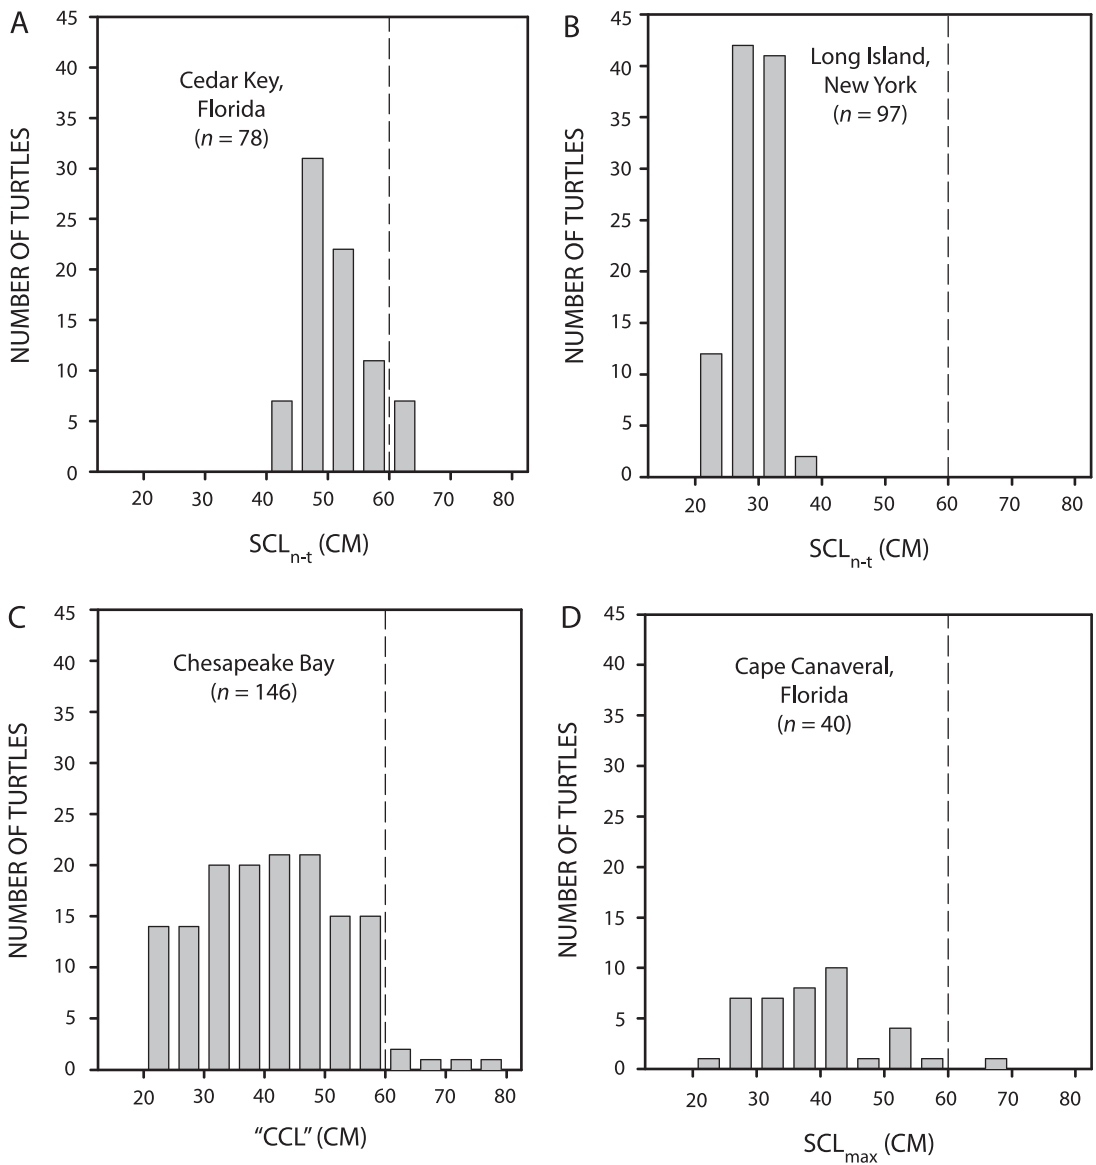 A
45
40
35
30
25
20
15
10
5
0
NUMBER OF TURTLES
Cedar Key,
Florida
(n = 78)
20 30 40 50 60 70 80
SCLn-t (CM)
B
45
40
35
30
25
20
15
10
5
0
NUMBER OF TURTLES
Long Island,
New York
(n = 97)
20 30 40 50 60 70 80
SCLn-t (CM)
C
45
40
35
30
25
20
15
10
5
0
NUMBER OF TURTLES
Chesapeake Bay
(n = 146)
20 30 40 50 60 70 80
“CCL” (CM)
D
45
40
35
30
25
20
15
10
5
0
NUMBER OF TURTLES
Cape Canaveral,
Florida
(n = 40)
20 30 40 50 60 70 80
SCLmax (CM)